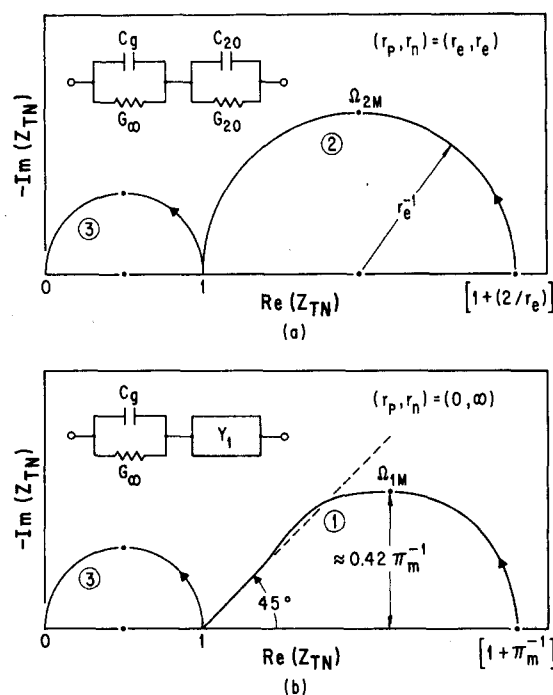 Cg C20 (rp, rn) = (re, re)
G∞ G20
Ω2M
②
③
re⁻¹
-Im (ZTN)
0 1 [1+(2/re)]
Re (ZTN)
(a)
Cg (rp, rn) = (0, ∞)
Y1
G∞
Ω1M
①
③
≈0.42 πm⁻¹
45°
-Im (ZTN)
0 1 [1+πm⁻¹]
Re (ZTN)
(b)